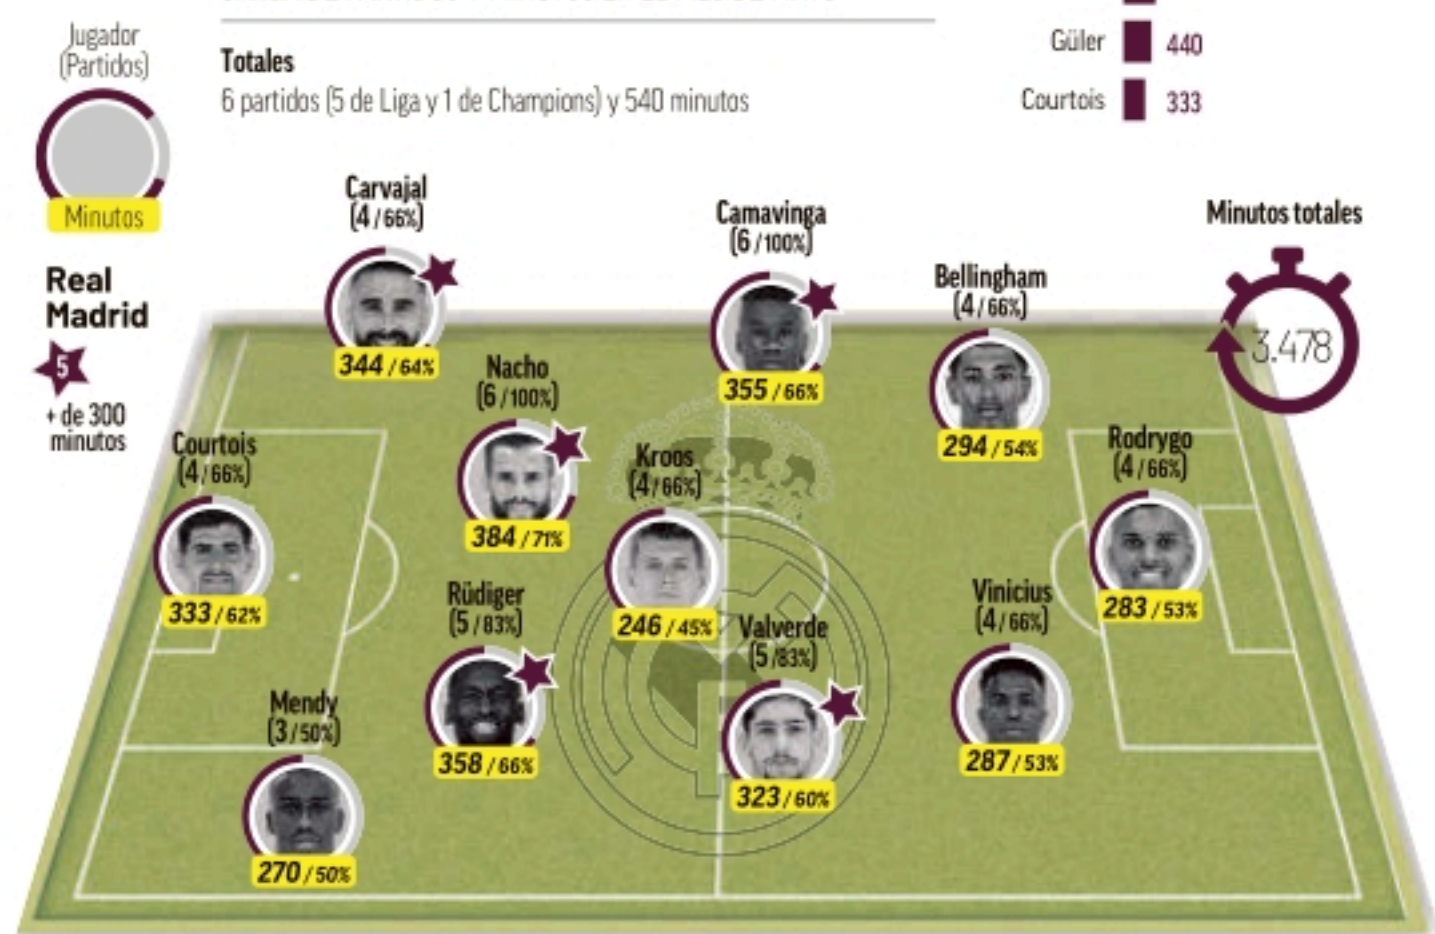 Jugador
(Partidos)
Minutos
Totales
6 partidos (5 de Liga y 1 de Champions) y 540 minutos
Güler 440
Courtois 333
Real
Madrid
5
+ de 300
minutos
Minutos totales
3.478
Carvajal
(4 / 66%)
344 / 64%
Camavinga
(6 / 100%)
355 / 66%
Bellingham
(4 / 66%)
294 / 54%
Nacho
(6 / 100%)
384 / 71%
Courtois
(4 / 66%)
333 / 62%
Kroos
(4 / 66%)
246 / 45%
Rodrygo
(4 / 66%)
283 / 53%
Rüdiger
(5 / 83%)
358 / 66%
Valverde
(5 /83%)
323 / 60%
Vinicius
(4 / 66%)
287 / 53%
Mendy
(3 / 50%)
270 / 50%